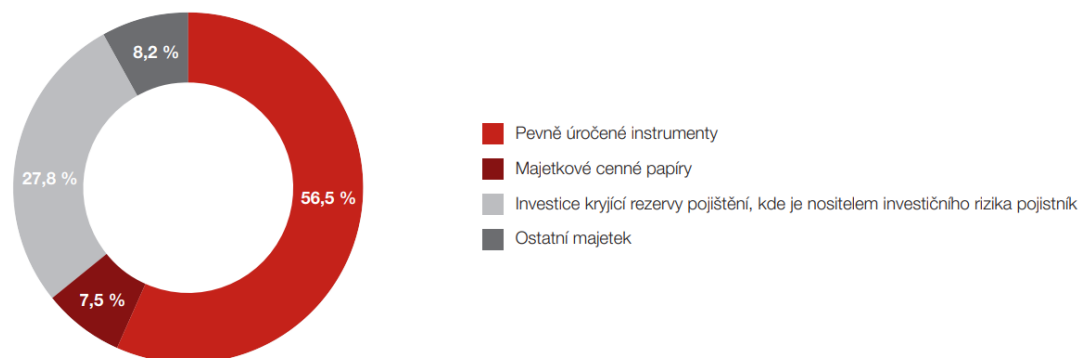 8,2 %
27,8 %
56,5 %
7,5 %
Pevně úročené instrumenty
Majetkové cenné papíry
Investice kryjící rezervy pojištění, kde je nositelem investičního rizika pojistník
Ostatní majetek